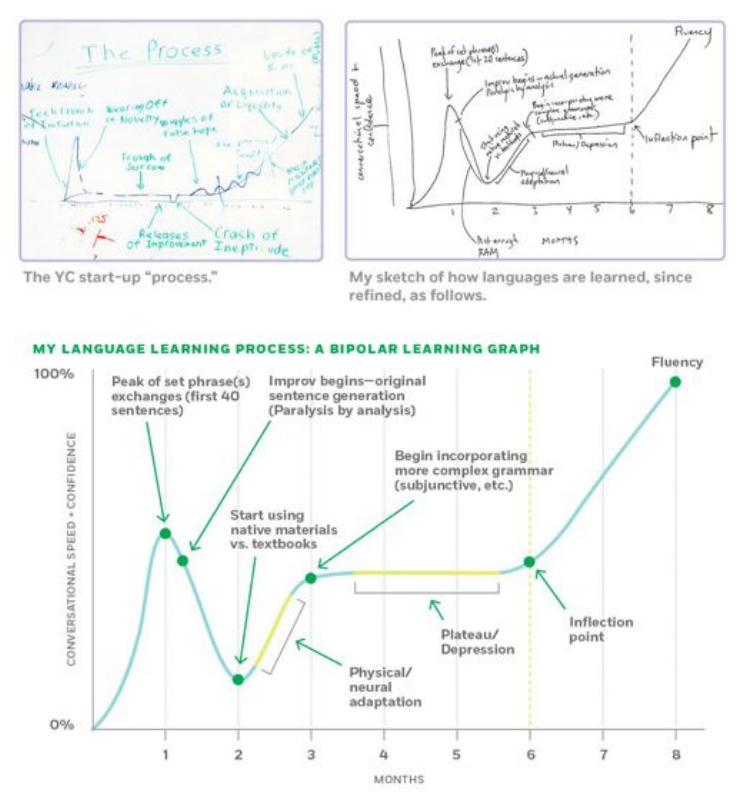 The Process
Acquisition
of Liquidity
Wearing Off
of Novelty
Wiggles of
False hope
Trough of
Sorrow
Releases
of Improvement
Crash of
Ineptitude
The YC start-up “process.”
Fluency
Peak of set phrase(s)
exchange (1st 20
sentences)
Improv begins—actual generation
Paralysis by analysis
Begin incorporating more
complex grammar
(subjunctive, etc.)
conversational speed +
confidence
Plateau/Depression
Inflection point
Physical/neural
adaptation
Not enough
RAM
1 2 3 4 5 6 7 8
MONTHS
My sketch of how languages are learned, since
refined, as follows.
MY LANGUAGE LEARNING PROCESS: A BIPOLAR LEARNING GRAPH
100%
Peak of set phrase(s)
exchanges (first 40
sentences)
Improv begins—original
sentence generation
(Paralysis by analysis)
Fluency
Begin incorporating
more complex grammar
(subjunctive, etc.)
Start using
native materials
vs. textbooks
CONVERSATIONAL SPEED + CONFIDENCE
Inflection
point
Plateau/
Depression
Physical/
neural
adaptation
0%
1 2 3 4 5 6 7 8
MONTHS